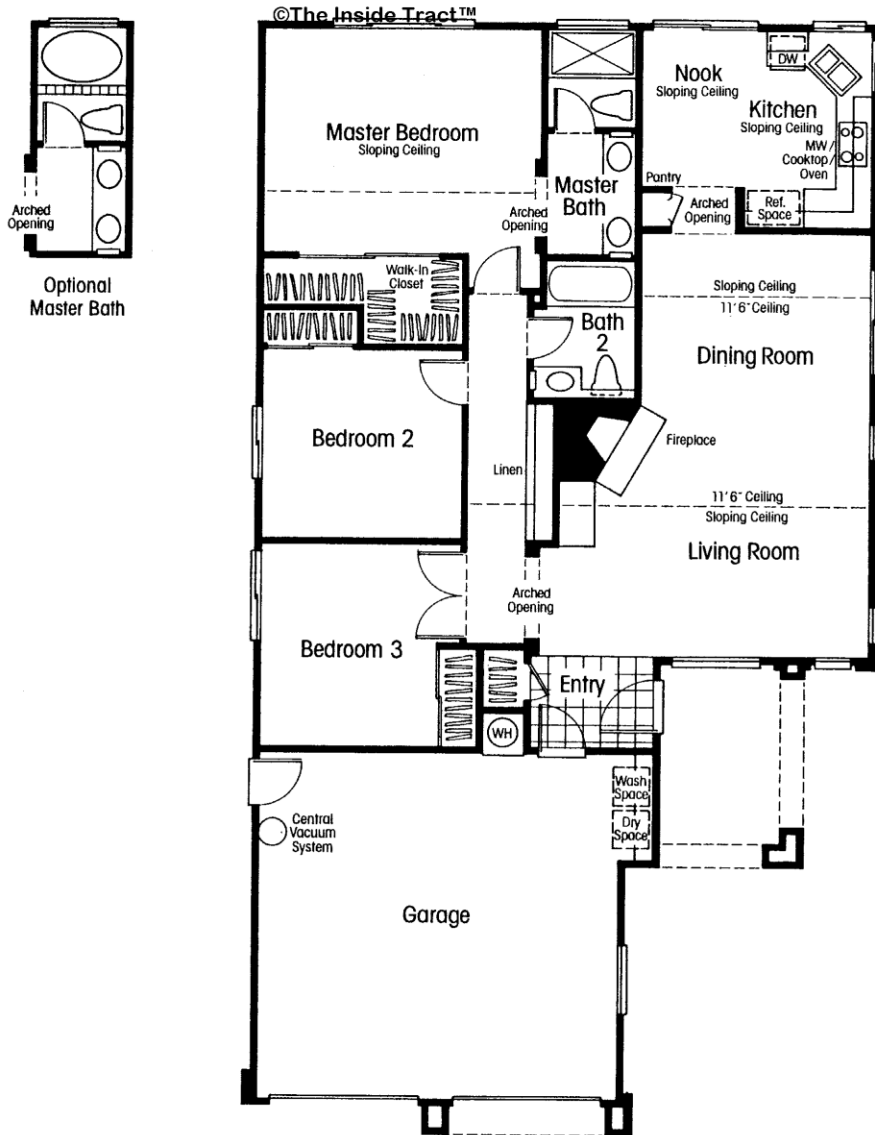 ©The Inside Tract™
Arched
Opening
Optional
Master Bath
Master Bedroom
Sloping Ceiling
Arched
Opening
Master
Bath
Nook
Sloping Ceiling
DW
Kitchen
Sloping Ceiling
MW/
Cooktop/
Oven
Pantry
Arched
Opening
Ref.
Space
Walk-In
Closet
Bath
2
Sloping Ceiling
11'6" Ceiling
Dining Room
Bedroom 2
Linen
Fireplace
11'6" Ceiling
Sloping Ceiling
Living Room
Arched
Opening
Bedroom 3
Entry
WH
Wash
Space
Dry
Space
Central
Vacuum
System
Garage